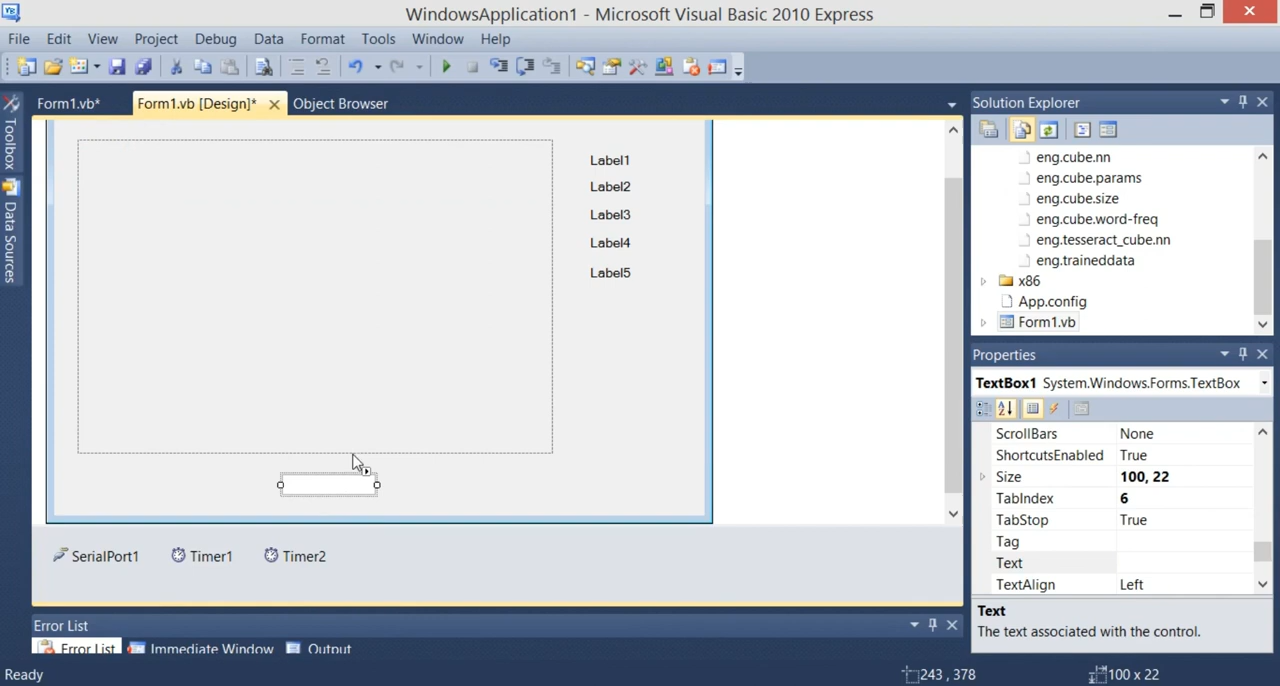 WindowsApplication1 - Microsoft Visual Basic 2010 Express
File Edit View Project Debug Data Format Tools Window Help
Form1.vb* Form1.vb [Design]* Object Browser
Toolbox
Data Sources
Label1
Label2
Label3
Label4
Label5
SerialPort1 Timer1 Timer2
Error List
Error List Immediate Window Output
Solution Explorer
eng.cube.nn
eng.cube.params
eng.cube.size
eng.cube.word-freq
eng.tesseract_cube.nn
eng.traineddata
x86
App.config
Form1.vb
Properties
TextBox1 System.Windows.Forms.TextBox
ScrollBars None
ShortcutsEnabled True
Size 100, 22
TabIndex 6
TabStop True
Tag
Text
TextAlign Left
Text
The text associated with the control.
Ready 243 , 378 100 x 22